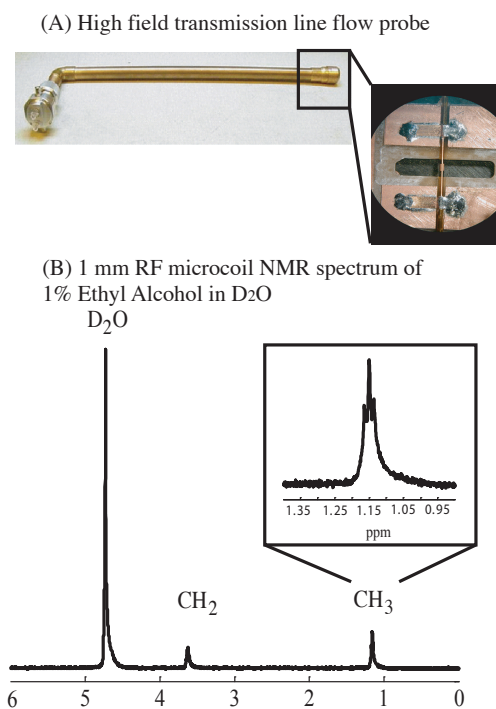 (A) High field transmission line flow probe
(B) 1 mm RF microcoil NMR spectrum of
1% Ethyl Alcohol in D2O
D₂O
1.35 1.25 1.15 1.05 0.95
ppm
CH₂
CH₃
6 5 4 3 2 1 0